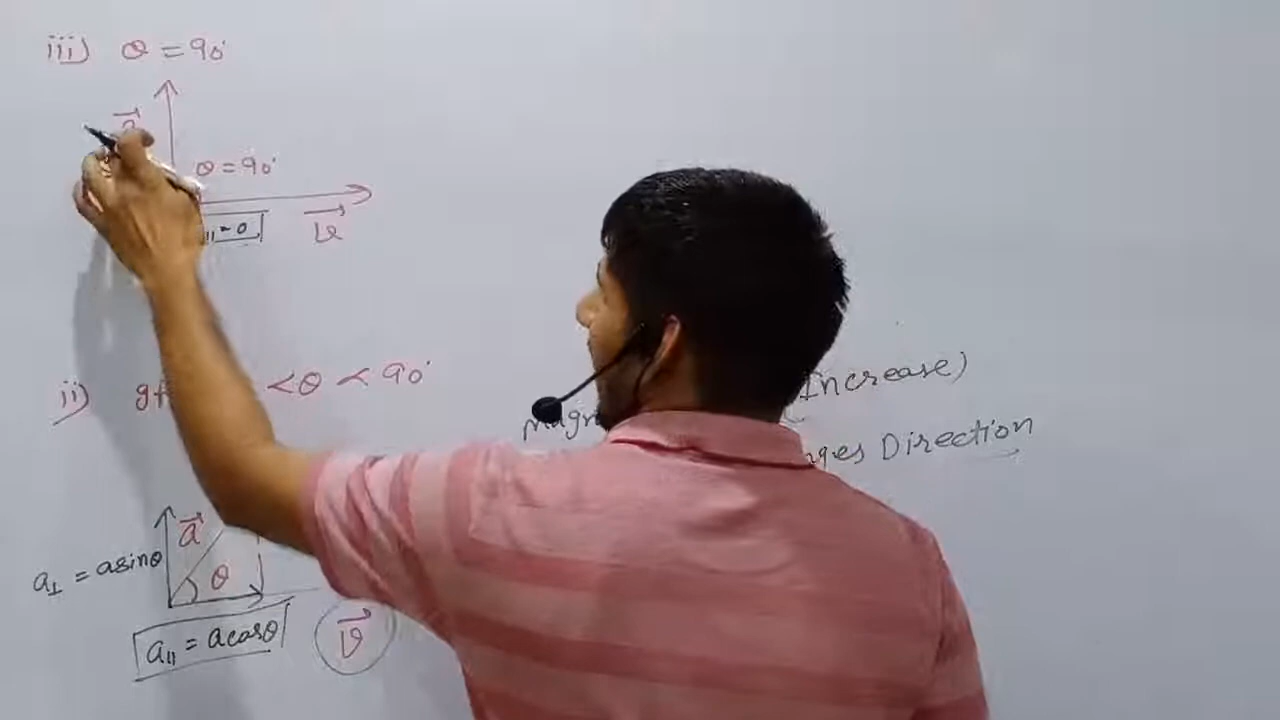 iii) θ = 90°
a⃗
θ = 90°
|| = 0
v⃗
ii) < θ < 90°
Increase)
Direction
a⃗
a⊥ = asinθ
θ
a|| = acosθ
v⃗